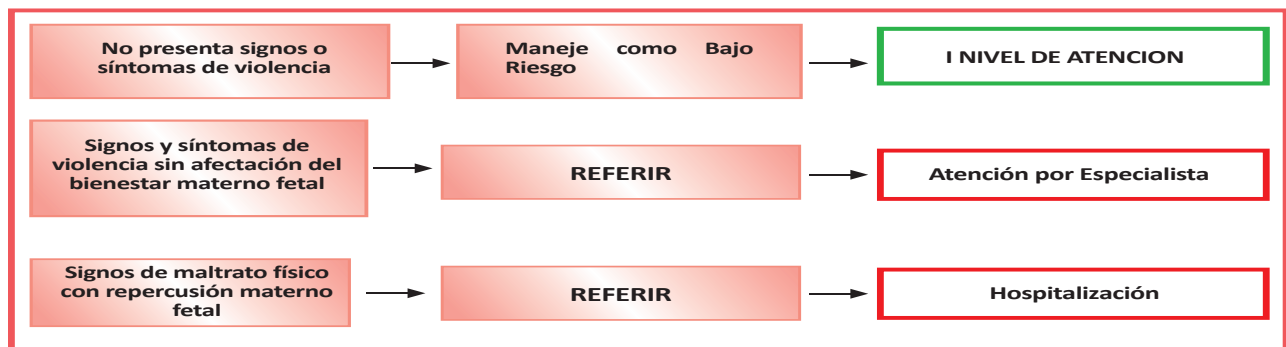 No presenta signos o
síntomas de violencia
Maneje como Bajo
Riesgo
I NIVEL DE ATENCION
Signos y síntomas de
violencia sin afectación del
bienestar materno fetal
REFERIR
Atención por Especialista
Signos de maltrato físico
con repercusión materno
fetal
REFERIR
Hospitalización